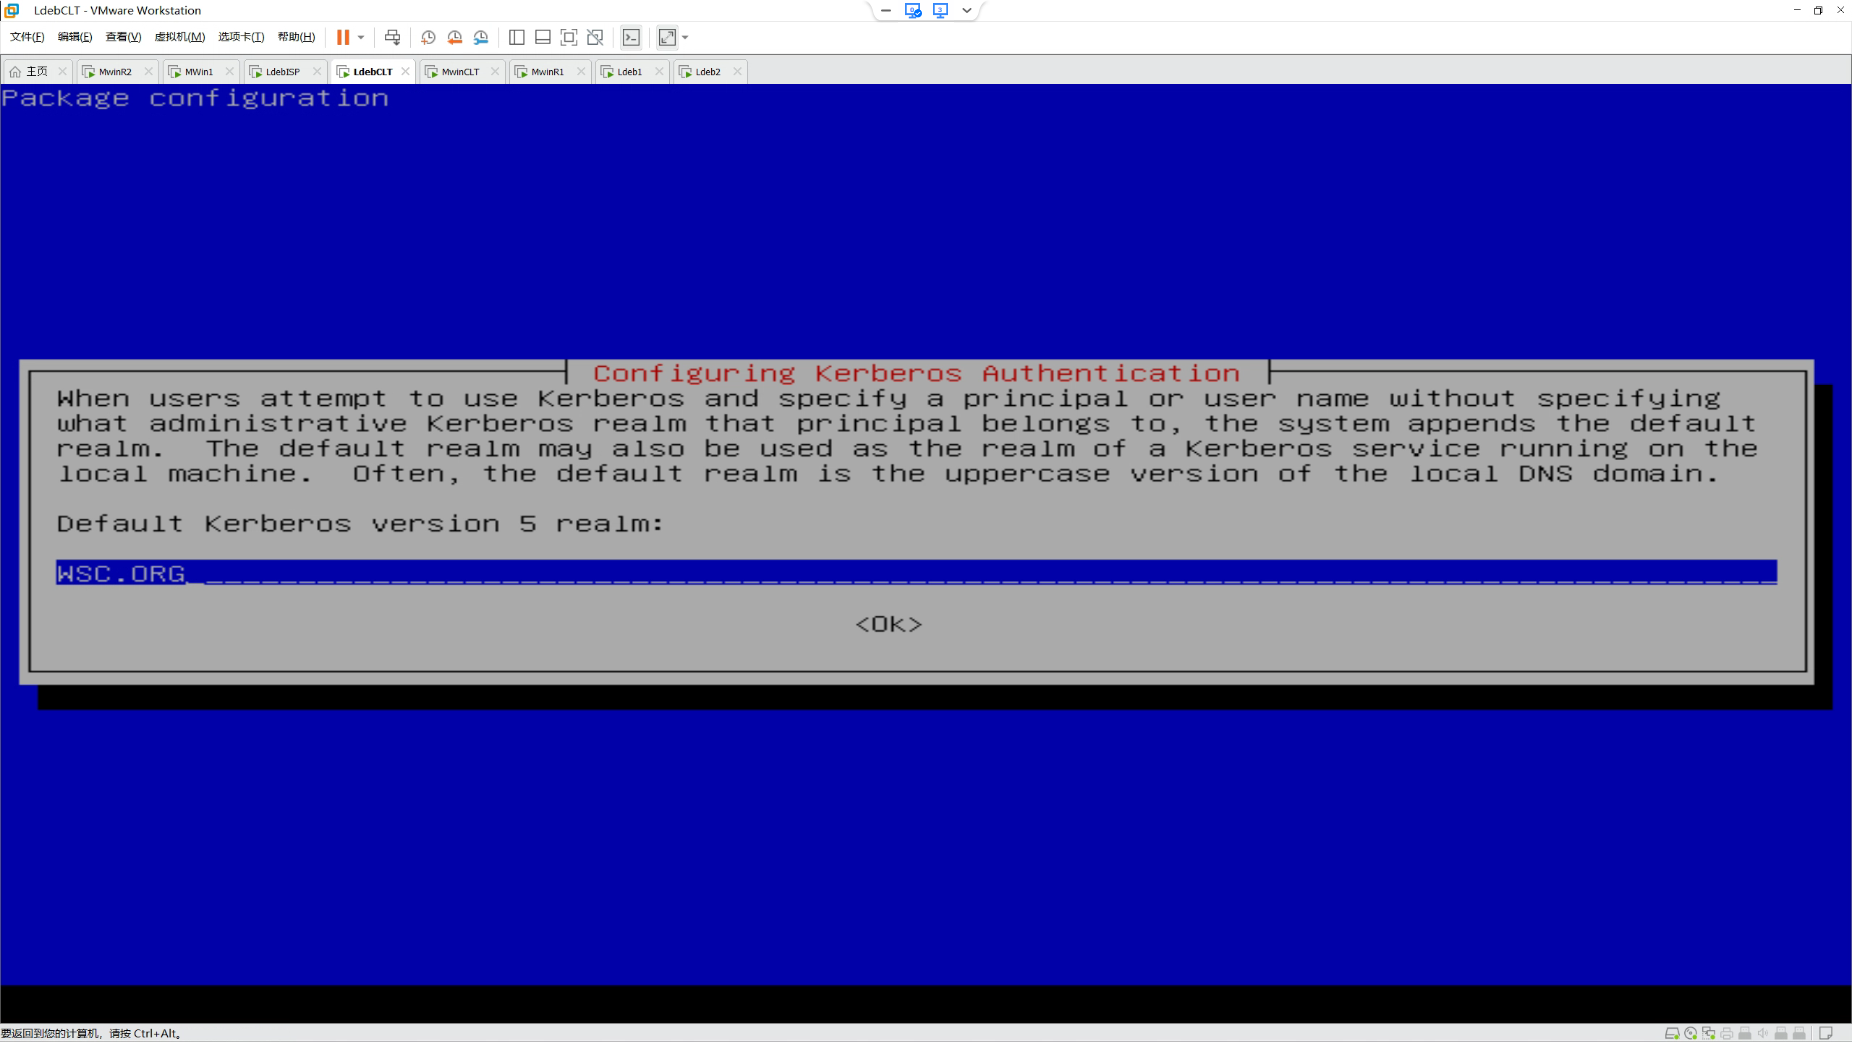 LdebCLT - VMware Workstation
文件(F) 编辑(E) 查看(V) 虚拟机(M) 选项卡(T) 帮助(H)
主页 MwinR2 MWin1 LdebISP LdebCLT MwinCLT MwinR1 Ldeb1 Ldeb2
Package configuration
Configuring Kerberos Authentication
When users attempt to use Kerberos and specify a principal or user name without specifying
what administrative Kerberos realm that principal belongs to, the system appends the default
realm.  The default realm may also be used as the realm of a Kerberos service running on the
local machine.  Often, the default realm is the uppercase version of the local DNS domain.
Default Kerberos version 5 realm:
WSC.ORG
<Ok>
要返回到您的计算机，请按 Ctrl+Alt。